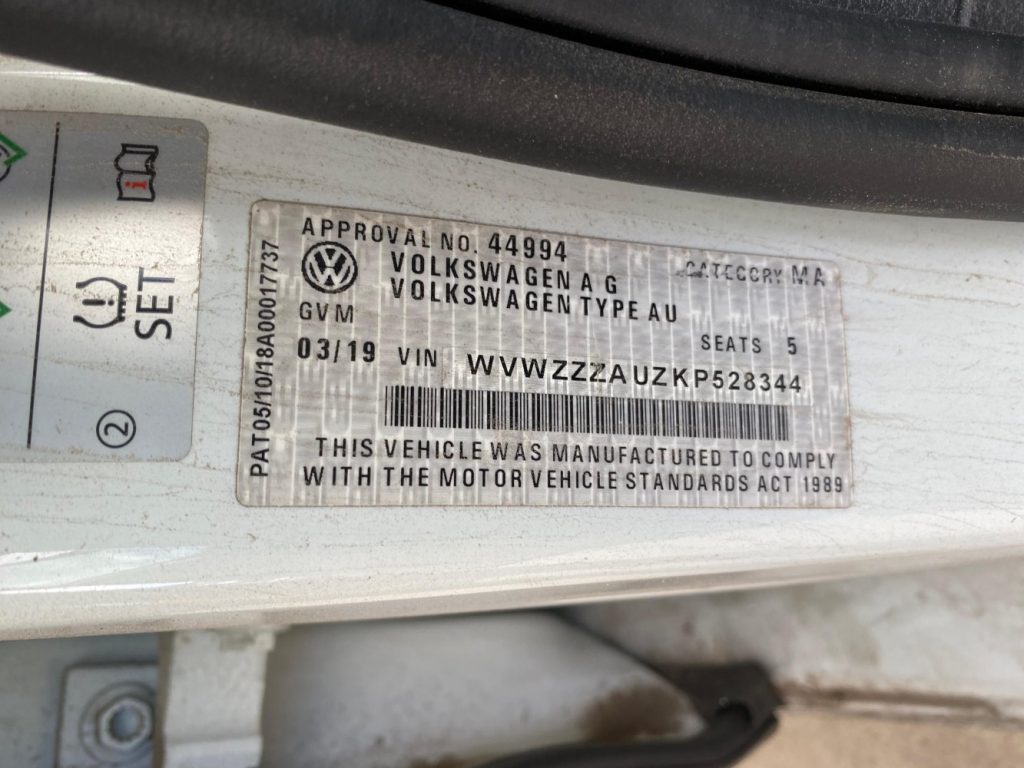 APPROVAL NO. 44994
VOLKSWAGEN A G
CATEGORY MA
VOLKSWAGEN TYPE AU
GVM
SEATS 5
03/19 VIN WVWZZZAUZKP528344
THIS VEHICLE WAS MANUFACTURED TO COMPLY
WITH THE MOTOR VEHICLE STANDARDS ACT 1989
PAT05/10/18A00017737
SET
2